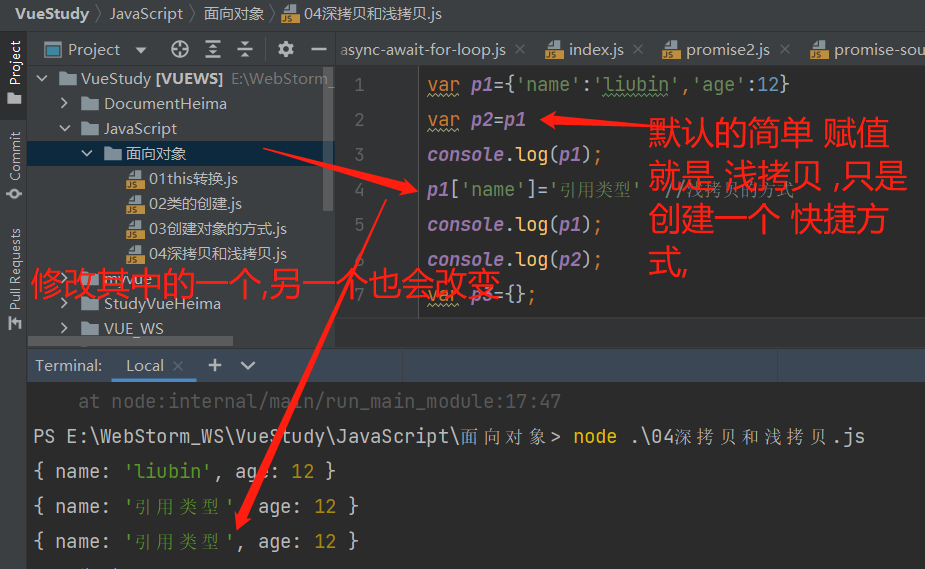 VueStudy 〉 JavaScript 〉 面向对象 〉 04深拷贝和浅拷贝.js
Project
async-await-for-loop.js × index.js × promise2.js × promise-sou
Project
Commit
Pull Requests
VueStudy [VUEWS] E:\WebStorm_
DocumentHeima
JavaScript
面向对象
01this转换.js
02类的创建.js
03创建对象的方式.js
04深拷贝和浅拷贝.js
myvue
StudyVueHeima
VUE_WS
1 var p1={'name':'liubin','age':12}
2 var p2=p1
3 console.log(p1);
4 p1['name']='引用类型' //浅拷贝的方式
5 console.log(p1);
6 console.log(p2);
7 var p3={};
默认的简单 赋值
就是 浅拷贝 ,只是
创建一个 快捷方
式,
修改其中的一个,另一个也会改变
Terminal: Local × +
at node:internal/main/run_main_module:17:47
PS E:\WebStorm_WS\VueStudy\JavaScript\面向对象> node .\04深拷贝和浅拷贝.js
{ name: 'liubin', age: 12 }
{ name: '引用类型', age: 12 }
{ name: '引用类型', age: 12 }